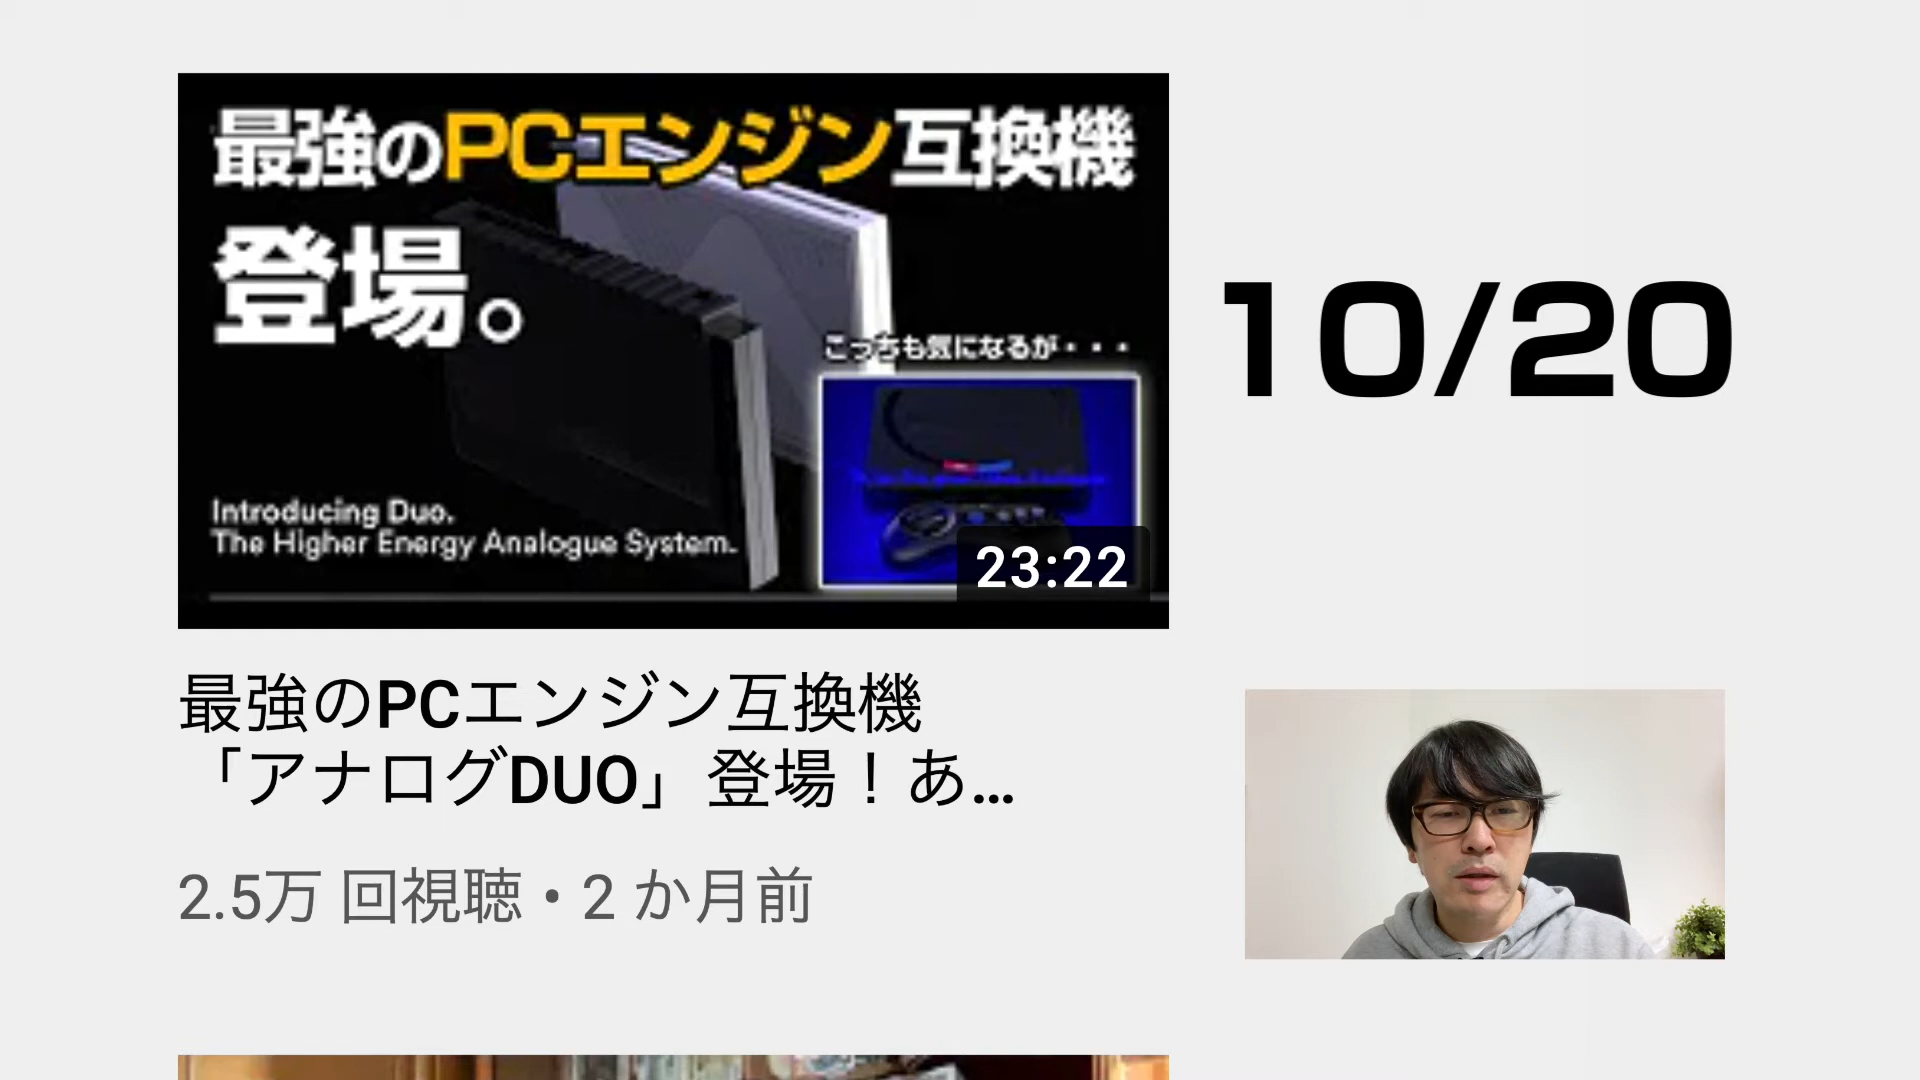 最強のPCエンジン互換機
登場。
こっちも気になるが・・・
Introducing Duo.
The Higher Energy Analogue System.
23:22
10/20
最強のPCエンジン互換機
「アナログDUO」登場！あ...
2.5万 回視聴・2 か月前